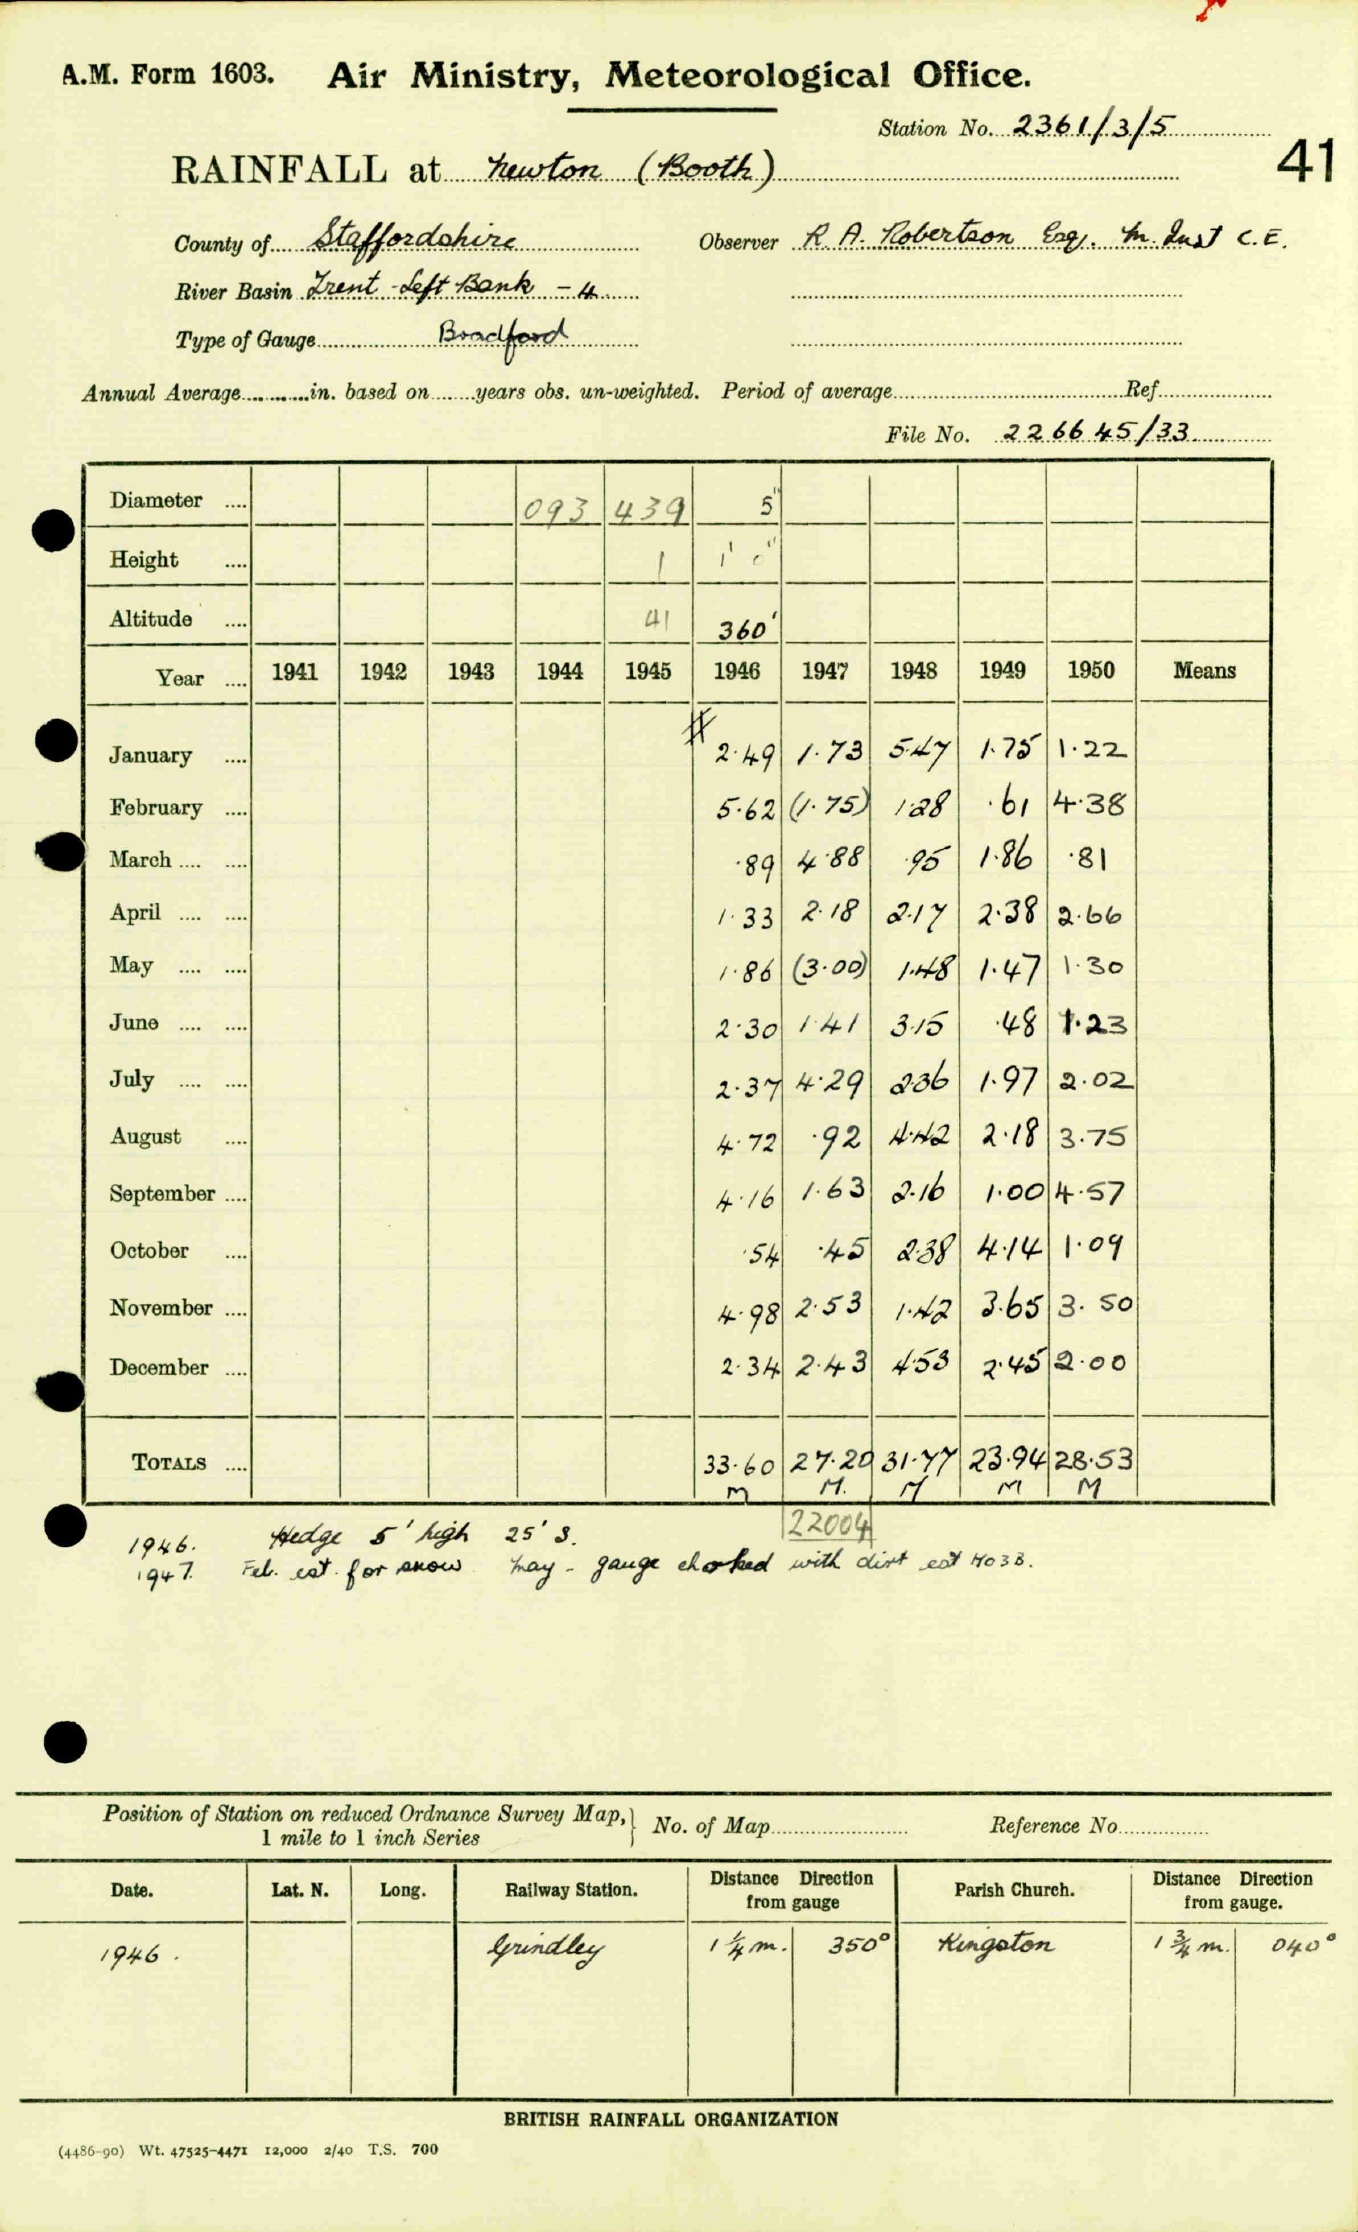 A.M. Form 1603. Air Ministry, Meteorological Office.
Station No. 2361/3/5
41
RAINFALL at Newton (Booth)
County of Staffordshire Observer R. A. Robertson Esq. M. Inst C.E.
River Basin Trent - Left Bank - 4
Type of Gauge Bradford
Annual Average in. based on years obs. un-weighted. Period of average Ref
File No. 226645/33
Diameter 093 439 5"
Height 1 1' 0"
Altitude 41 360'
Year 1941 1942 1943 1944 1945 1946 1947 1948 1949 1950 Means
January 2.49 1.73 5.47 1.75 1.22
February 5.62 (1.75) 1.28 .61 4.38
March .89 4.88 .95 1.86 .81
April 1.33 2.18 2.17 2.38 2.66
May 1.86 (3.00) 1.48 1.47 1.30
June 2.30 1.41 3.15 .48 1.23
July 2.37 4.29 2.36 1.97 2.02
August 4.72 .92 4.42 2.18 3.75
September 4.16 1.63 2.16 1.00 4.57
October .54 .45 2.38 4.14 1.09
November 4.98 2.53 1.42 3.65 3.50
December 2.34 2.43 4.53 2.45 2.00
TOTALS 33.60 27.20 31.77 23.94 28.53
M M. M M M
22004
1946. Hedge 5' high 25' S.
1947. Feb. est. for snow May - gauge choked with dirt est MO3B.
Position of Station on reduced Ordnance Survey Map, No. of Map Reference No
1 mile to 1 inch Series
Date. Lat. N. Long. Railway Station. Distance Direction from gauge Parish Church. Distance Direction from gauge.
1946. Grindley 1 1/4 m. 350° Kingston 1 3/4 m. 040°
BRITISH RAINFALL ORGANIZATION
(4486-90) Wt. 47525-4471 12,000 2/40 T.S. 700